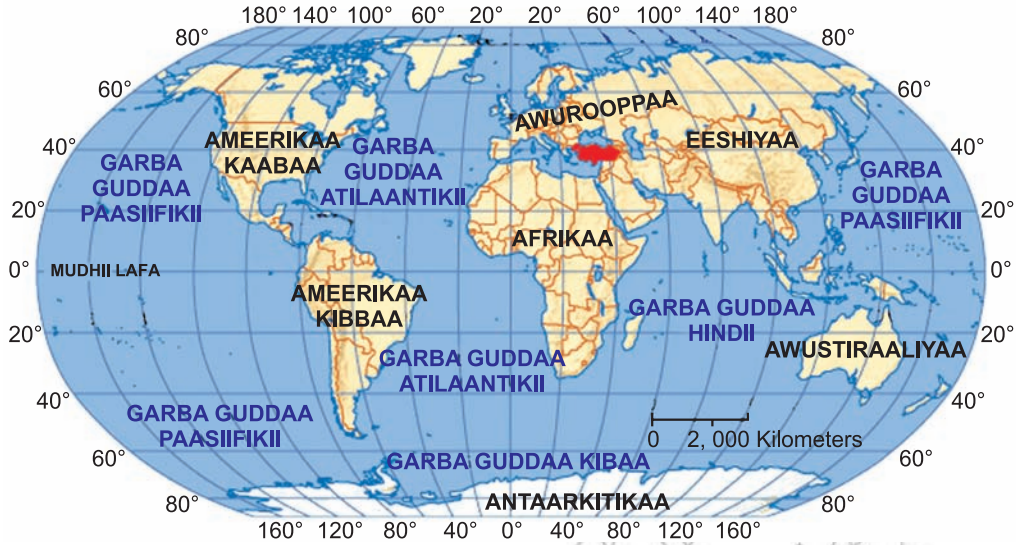 180° 140° 100° 60° 20° 20° 60° 100° 140° 180°
80° 80°
60° 60°
AWUROOPPAA
AMEERIKAA
KAABAA
EESHIYAA
40° 40°
GARBA
GUDDAA
ATILAANTIKII
GARBA
GUDDAA
PAASIIFIKII
GARBA
GUDDAA
PAASIIFIKII
20° 20°
AFRIKAA
0° 0°
MUDHII LAFA
AMEERIKAA
KIBBAA
GARBA GUDDAA
HINDII
20° 20°
AWUSTIRAALIYAA
GARBA GUDDAA
ATILAANTIKII
40° 40°
GARBA GUDDAA
PAASIIFIKII
0 2, 000 Kilometers
60° 60°
GARBA GUDDAA KIBAA
80° 80°
ANTAARKITIKAA
160° 120° 80° 40° 0° 40° 80° 120° 160°